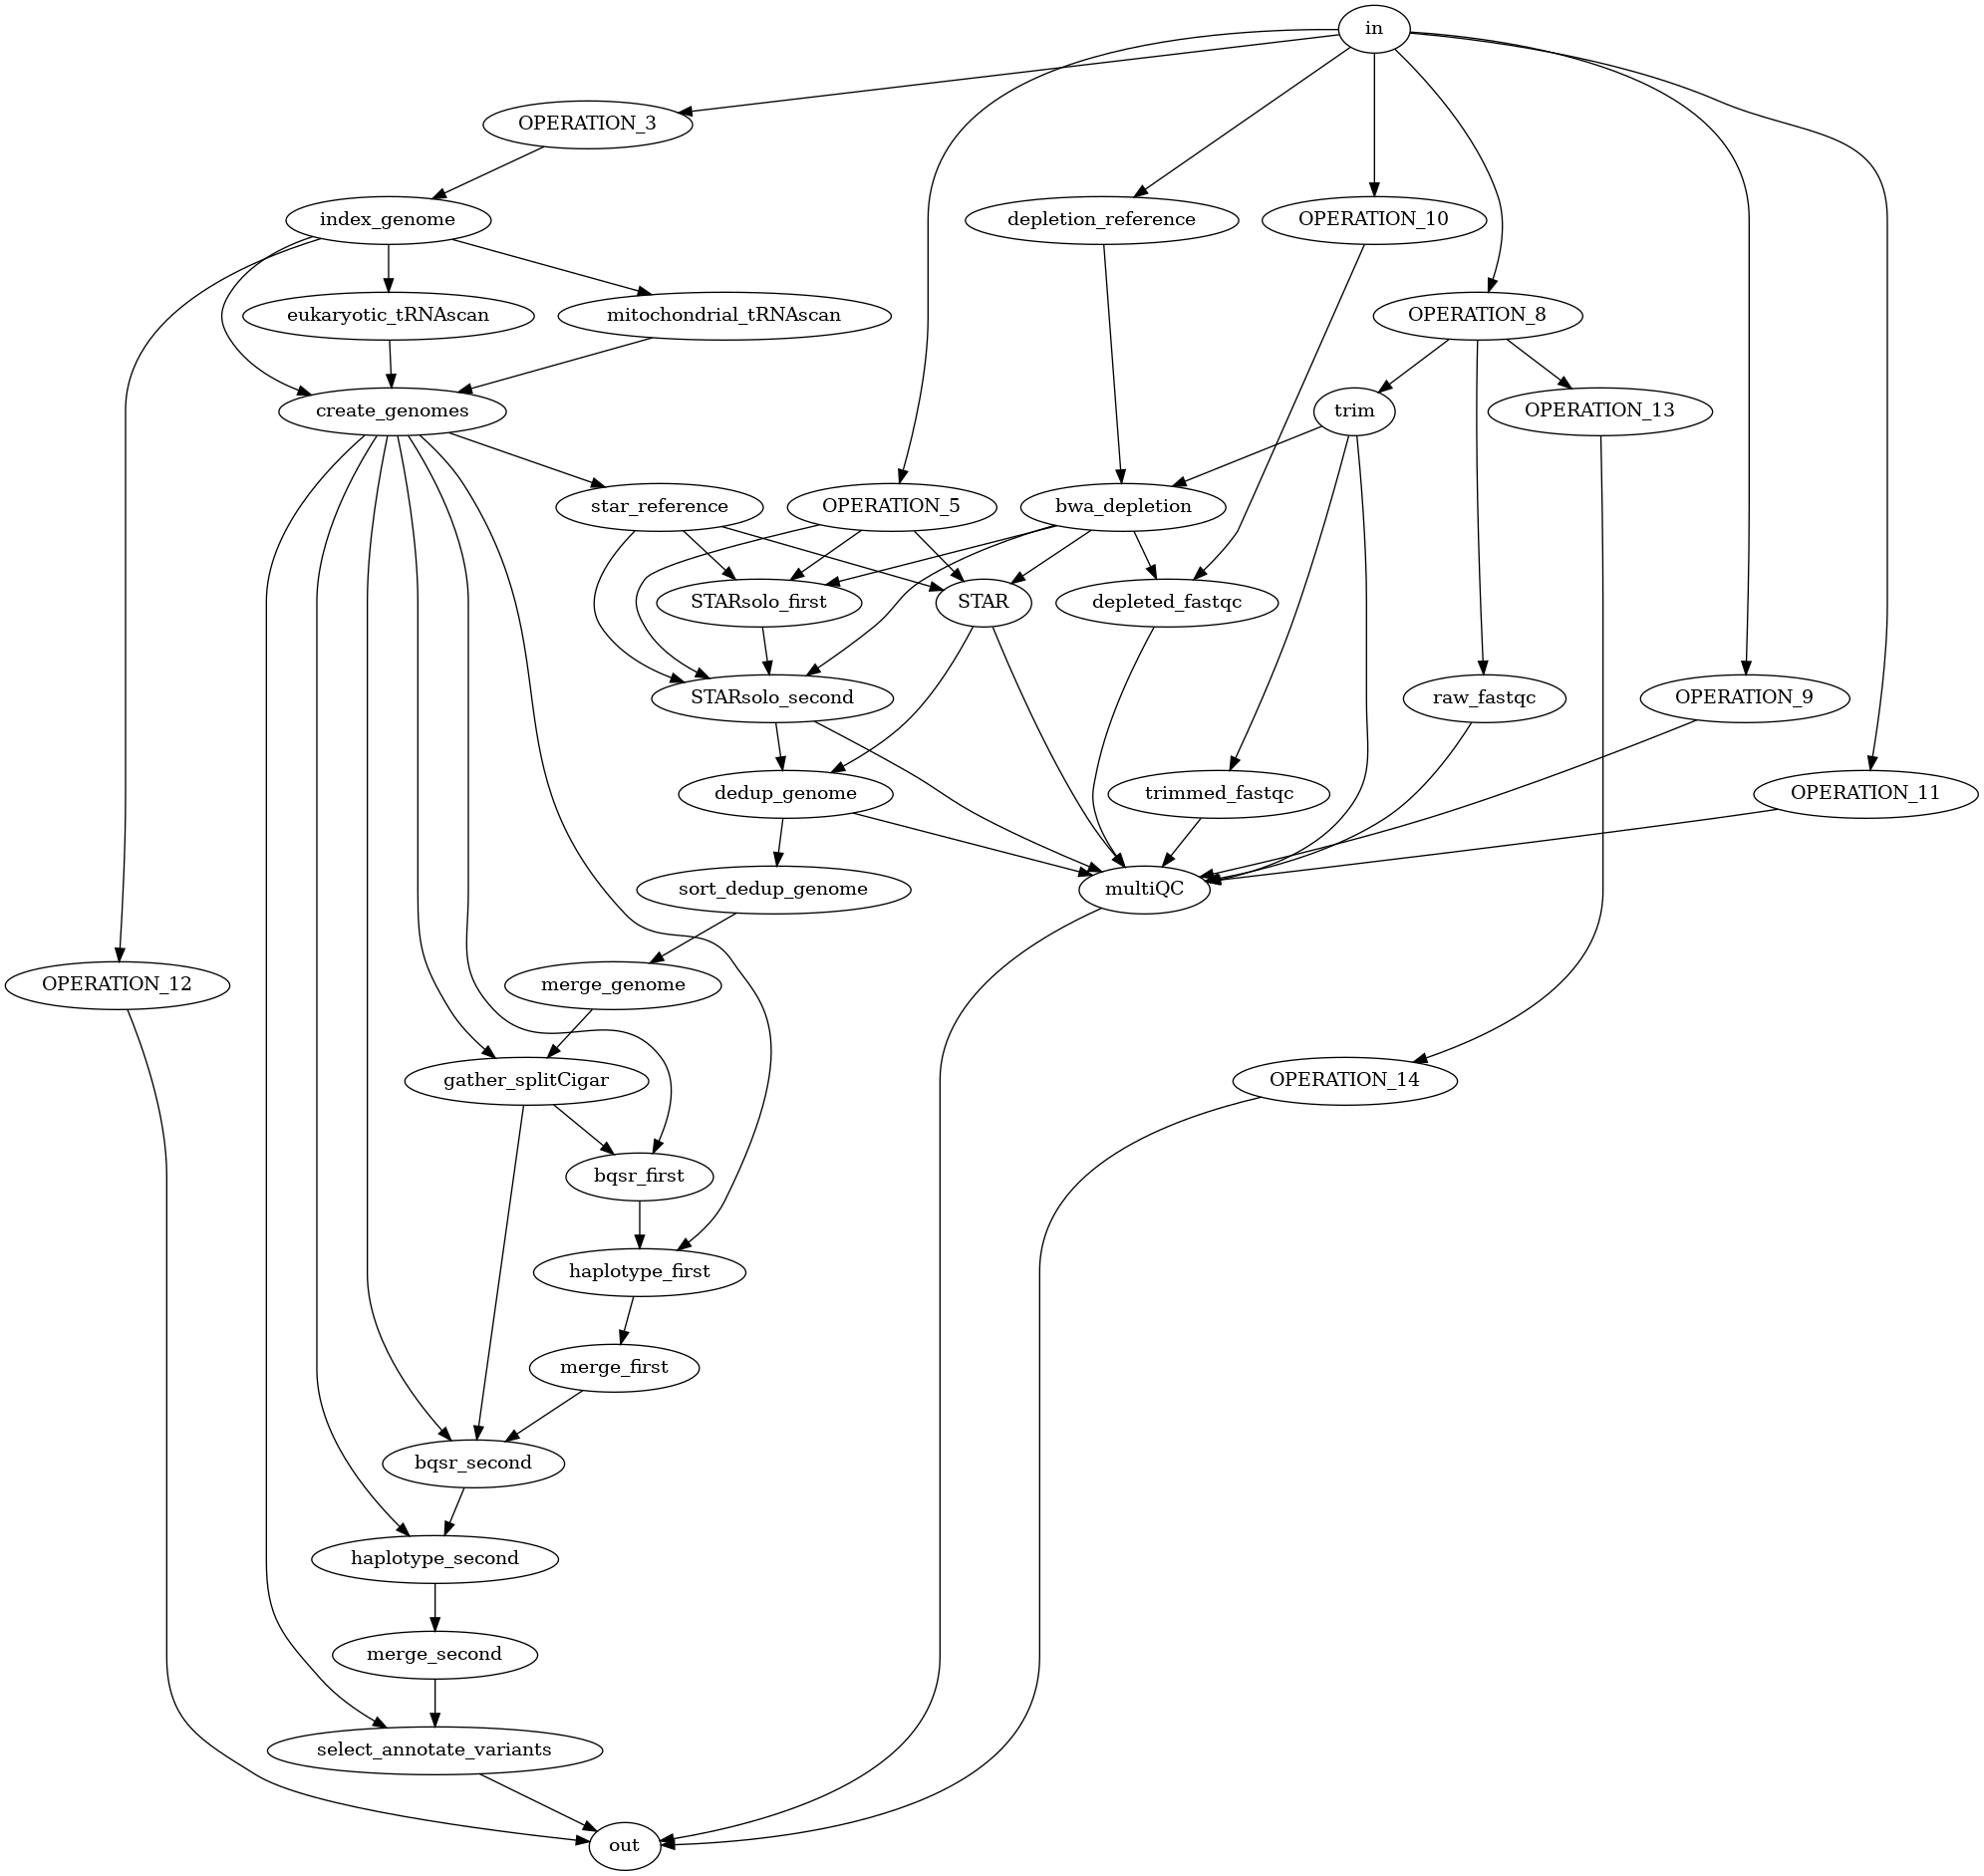 in
OPERATION_3
index_genome
depletion_reference
OPERATION_10
eukaryotic_tRNAscan
mitochondrial_tRNAscan
OPERATION_8
create_genomes
trim
OPERATION_13
star_reference
OPERATION_5
bwa_depletion
STARsolo_first
STAR
depleted_fastqc
STARsolo_second
raw_fastqc
OPERATION_9
dedup_genome
trimmed_fastqc
OPERATION_11
sort_dedup_genome
multiQC
OPERATION_12
merge_genome
gather_splitCigar
OPERATION_14
bqsr_first
haplotype_first
merge_first
bqsr_second
haplotype_second
merge_second
select_annotate_variants
out